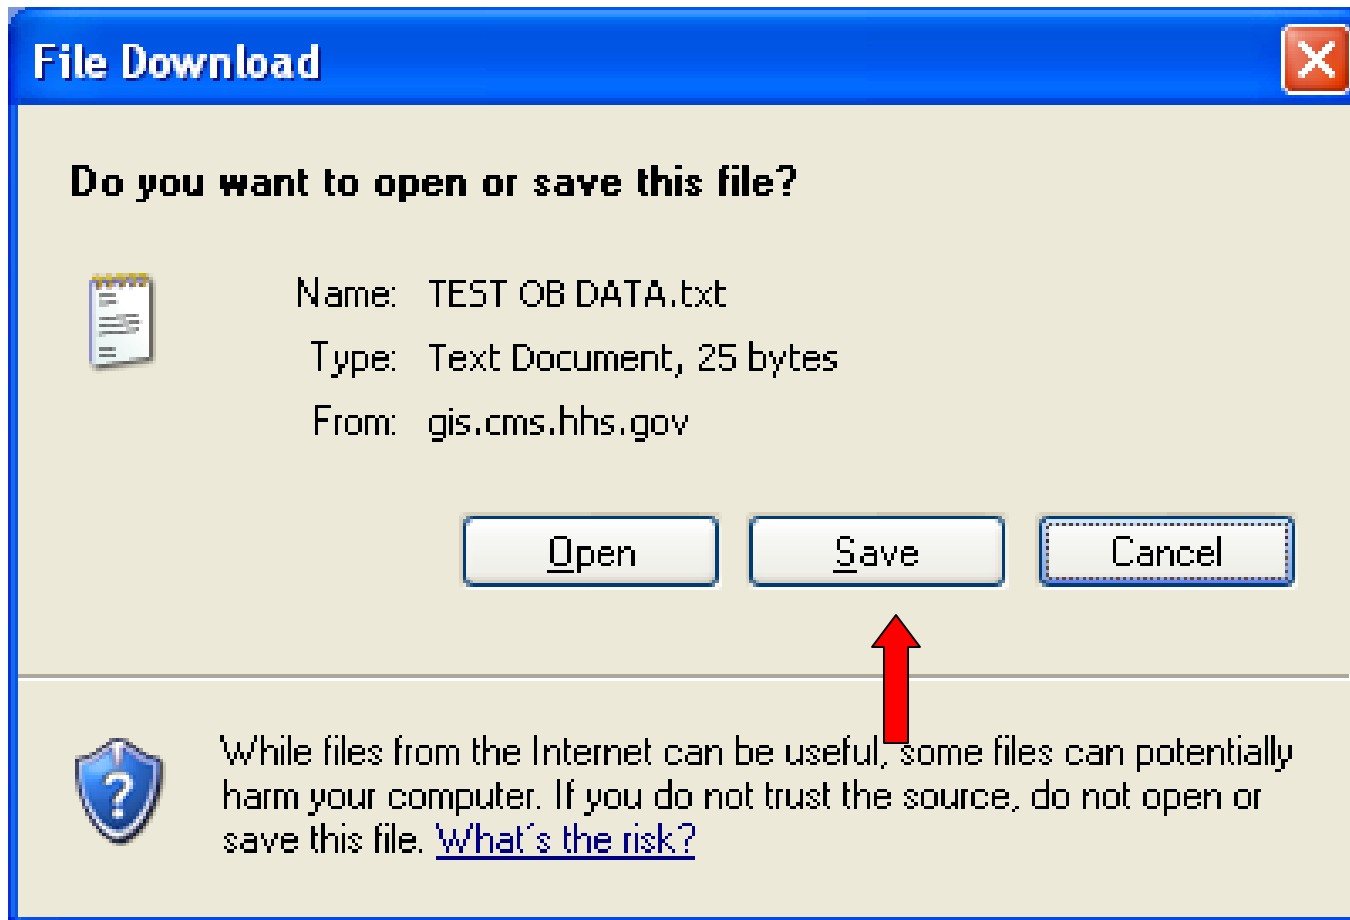 File Download
Do you want to open or save this file?
Name: TEST OB DATA.txt
Type: Text Document, 25 bytes
From: gis.cms.hhs.gov
Open Save Cancel
While files from the Internet can be useful, some files can potentially
harm your computer. If you do not trust the source, do not open or
save this file. What's the risk?